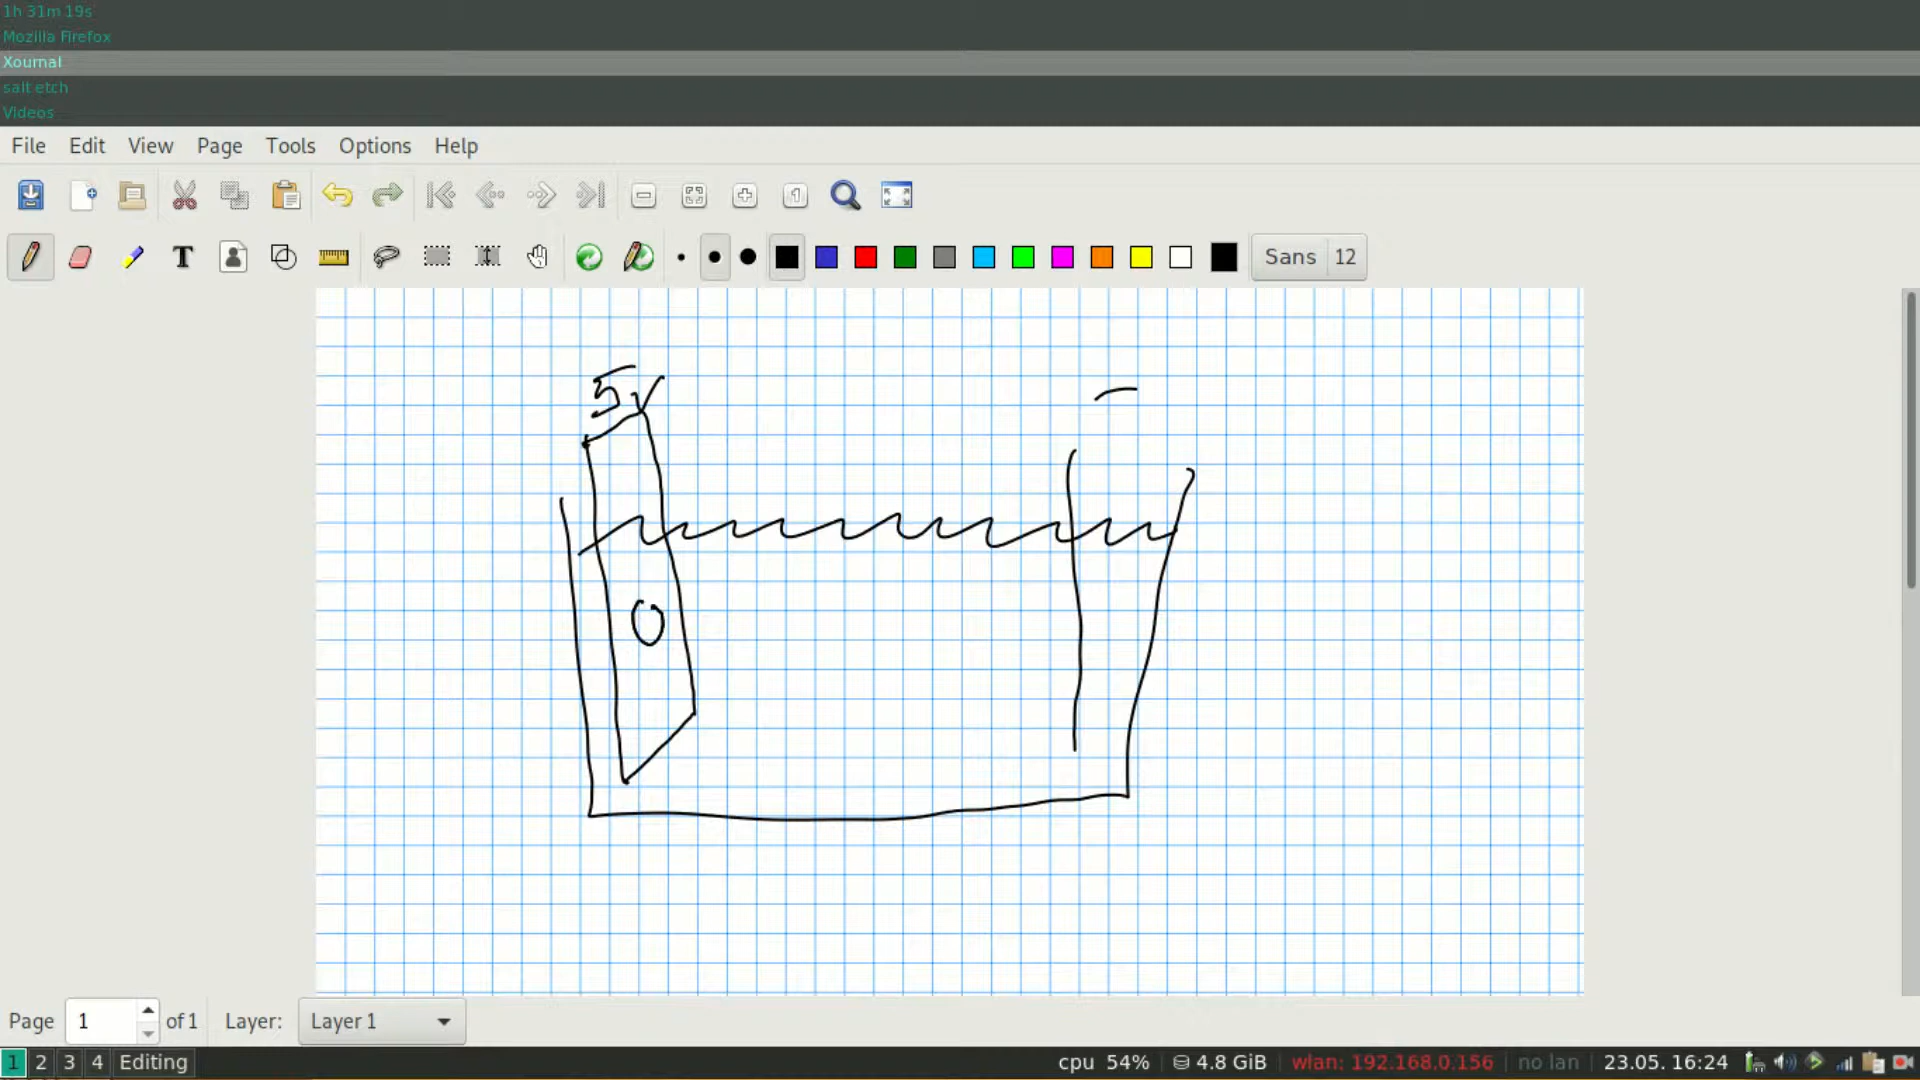 1h 31m 19s
Mozilla Firefox
Xournal
salt etch
Videos
File Edit View Page Tools Options Help
T Sans 12
5V
O
Page 1 of 1 Layer: Layer 1
1 2 3 4 Editing cpu 54% 4.8 GiB wlan: 192.168.0.156 no lan 23.05. 16:24